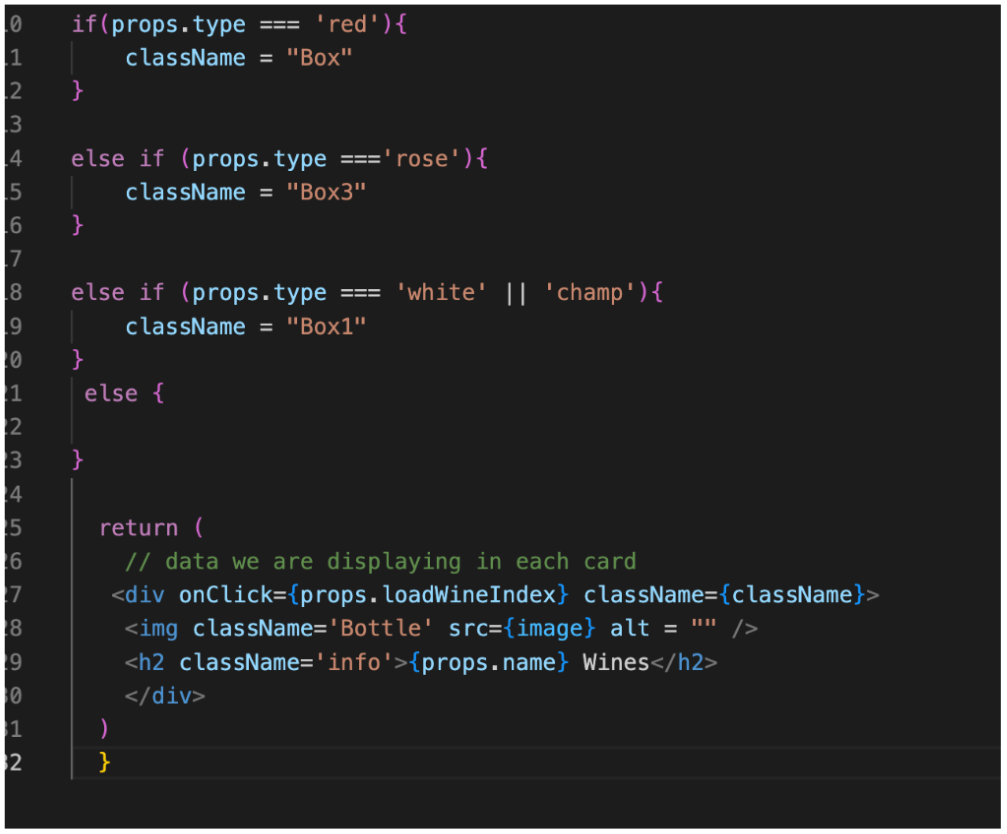 0 if(props.type === 'red'){
1 className = "Box"
2 }
3
4 else if (props.type ==='rose'){
5 className = "Box3"
6 }
7
8 else if (props.type === 'white' || 'champ'){
9 className = "Box1"
20 }
21 else {
22
23 }
24
25 return (
26 // data we are displaying in each card
27 <div onClick={props.loadWineIndex} className={className}>
28 <img className='Bottle' src={image} alt = "" />
29 <h2 className='info'>{props.name} Wines</h2>
30 </div>
31 )
32 }